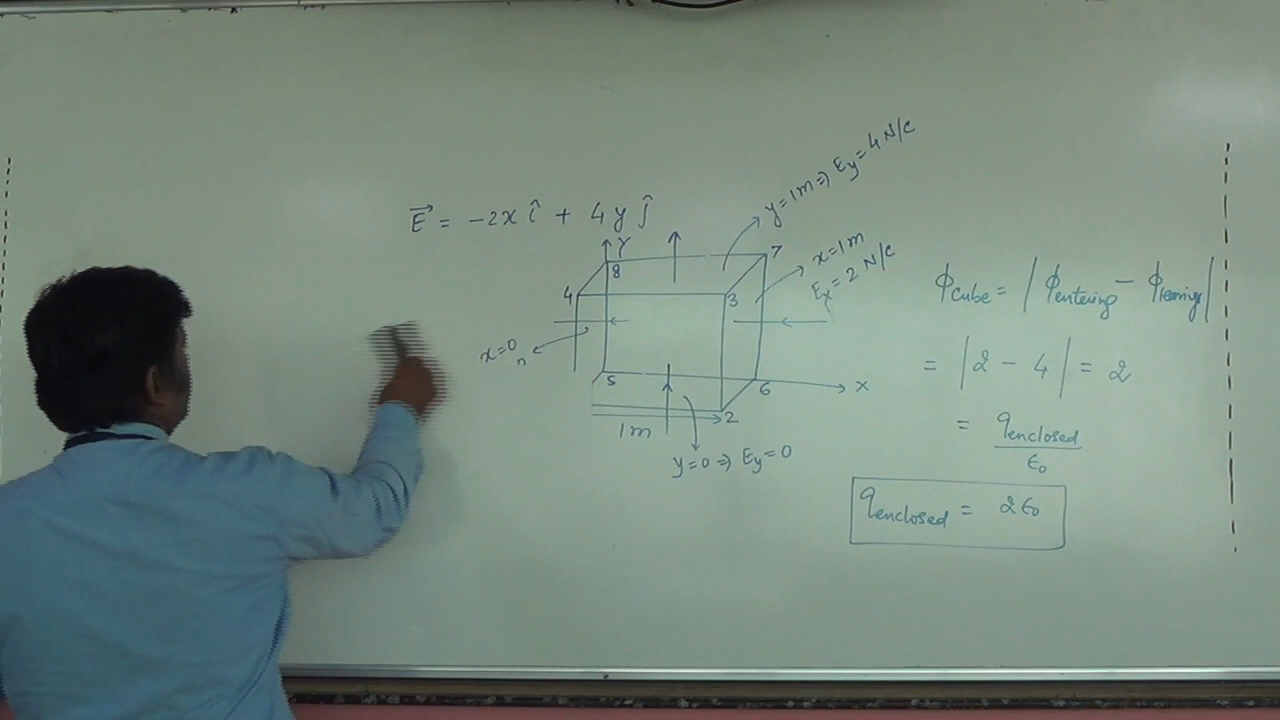 E⃗ = -2x î + 4y ĵ
y=1m ⇒ Ey = 4 N/c
Y
8
7
x=1m
Ex = 2 N/c
4
3
x=0
n
5
6
x
2
1m
y=0 ⇒ Ey=0
ϕcube = | ϕentering - ϕleaving |
= | 2 - 4 | = 2
= qenclosed
ϵ0
qenclosed = 2ϵ0